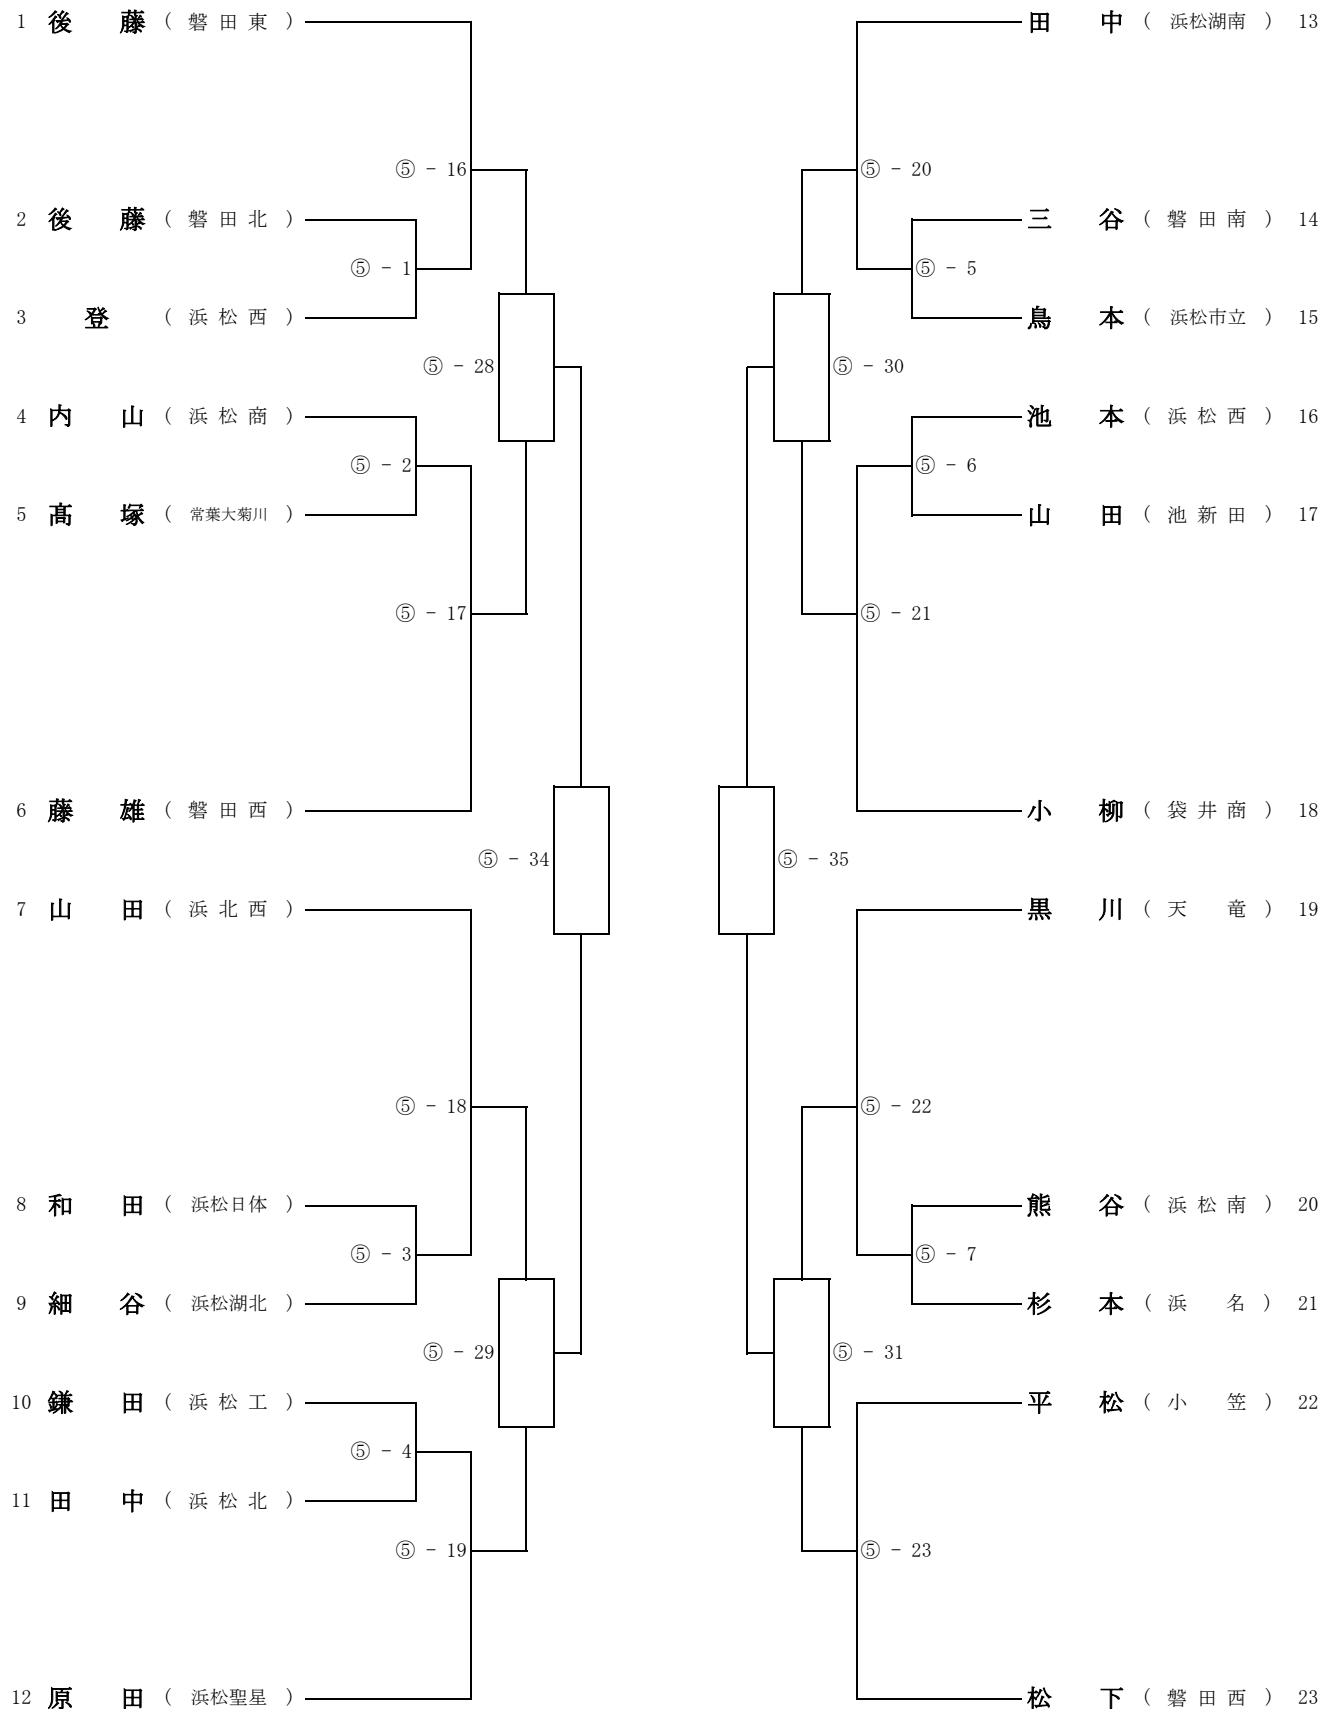 1 後 藤 ( 磐 田 東 ) 田 中 ( 浜松湖南 ) 13
⑤ - 16 ⑤ - 20
2 後 藤 ( 磐 田 北 ) 三 谷 ( 磐 田 南 ) 14
⑤ - 1 ⑤ - 5
3 登 ( 浜 松 西 ) 鳥 本 ( 浜松市立 ) 15
⑤ - 28 ⑤ - 30
4 内 山 ( 浜 松 商 ) 池 本 ( 浜 松 西 ) 16
⑤ - 2 ⑤ - 6
5 髙 塚 ( 常葉大菊川 ) 山 田 ( 池 新 田 ) 17
⑤ - 17 ⑤ - 21
6 藤 雄 ( 磐 田 西 ) 小 柳 ( 袋 井 商 ) 18
⑤ - 34 ⑤ - 35
7 山 田 ( 浜 北 西 ) 黒 川 ( 天 竜 ) 19
⑤ - 18 ⑤ - 22
8 和 田 ( 浜松日体 ) 熊 谷 ( 浜 松 南 ) 20
⑤ - 3 ⑤ - 7
9 細 谷 ( 浜松湖北 ) 杉 本 ( 浜 名 ) 21
⑤ - 29 ⑤ - 31
10 鎌 田 ( 浜 松 工 ) 平 松 ( 小 笠 ) 22
⑤ - 4
11 田 中 ( 浜 松 北 )
⑤ - 19 ⑤ - 23
12 原 田 ( 浜松聖星 ) 松 下 ( 磐 田 西 ) 23